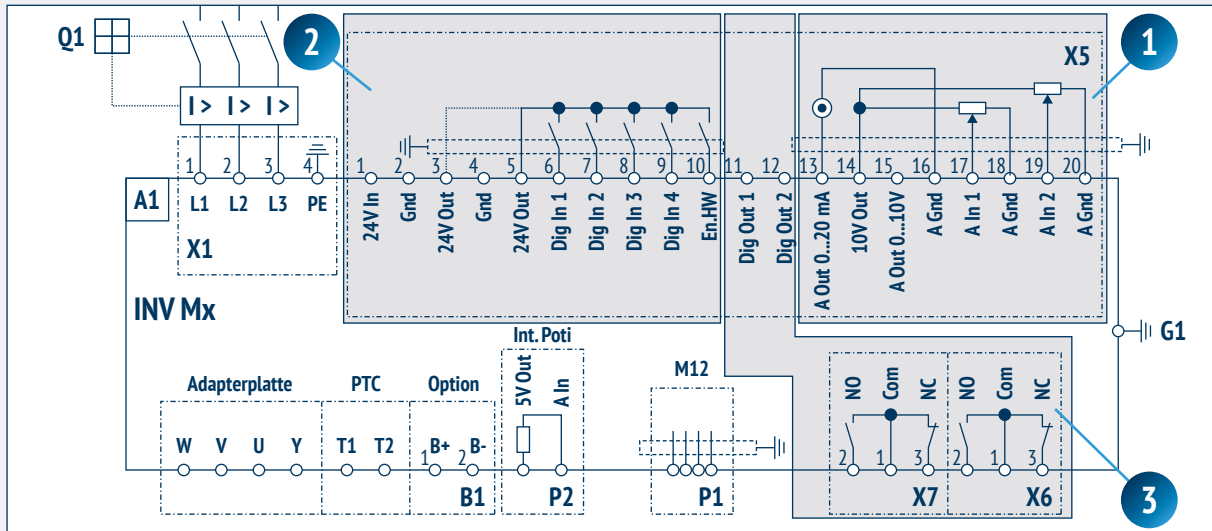 Q1
2
1
X5
I > I > I >
1 2 3 4
1 2 3 4 5 6 7 8 9 10 11 12 13 14 15 16 17 18 19 20
A1
L1 L2 L3 PE
X1
24V In
Gnd
24V Out
Gnd
24V Out
Dig In 1
Dig In 2
Dig In 3
Dig In 4
En.HW
Dig Out 1
Dig Out 2
A Out 0...20 mA
10V Out
A Out 0...10V
A Gnd
A In 1
A Gnd
A In 2
A Gnd
INV Mx
G1
Int. Poti
Adapterplatte PTC Option
5V Out
A In
M12
NO
Com
NC
NO
Com
NC
W V U Y T1 T2 B+ B-
1 2
2 1 3 2 1 3
B1 P2 P1 X7 X6
3